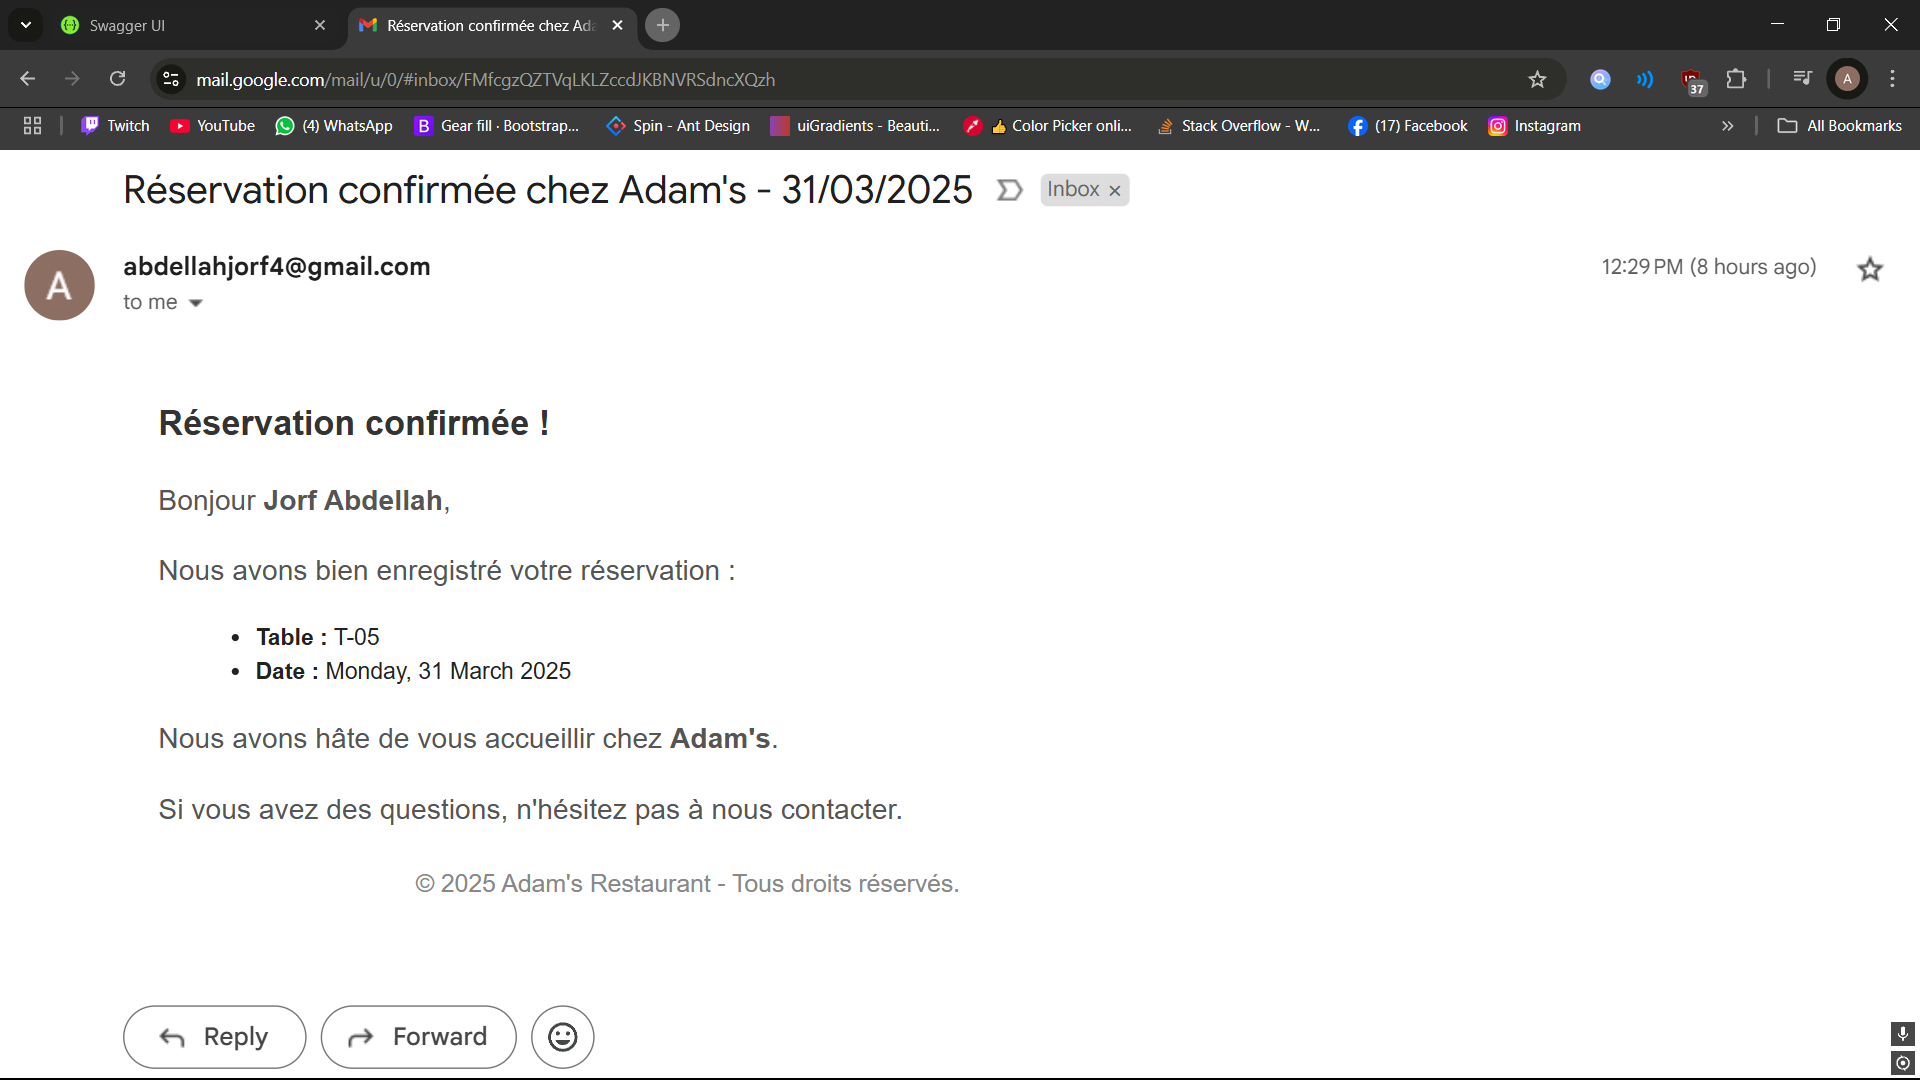 Swagger UI
Réservation confirmée chez Ada
mail.google.com/mail/u/0/#inbox/FMfcgzQZTVqLKLZccdJKBNVRSdncXQzh
37
A
Twitch
YouTube
(4) WhatsApp
B Gear fill · Bootstrap...
Spin - Ant Design
uiGradients - Beauti...
👍 Color Picker onli...
Stack Overflow - W...
(17) Facebook
Instagram
All Bookmarks
Réservation confirmée chez Adam's - 31/03/2025
Inbox ×
A
abdellahjorf4@gmail.com
12:29 PM (8 hours ago)
to me
Réservation confirmée !
Bonjour Jorf Abdellah,
Nous avons bien enregistré votre réservation :
• Table : T-05
• Date : Monday, 31 March 2025
Nous avons hâte de vous accueillir chez Adam's.
Si vous avez des questions, n'hésitez pas à nous contacter.
© 2025 Adam's Restaurant - Tous droits réservés.
Reply
Forward